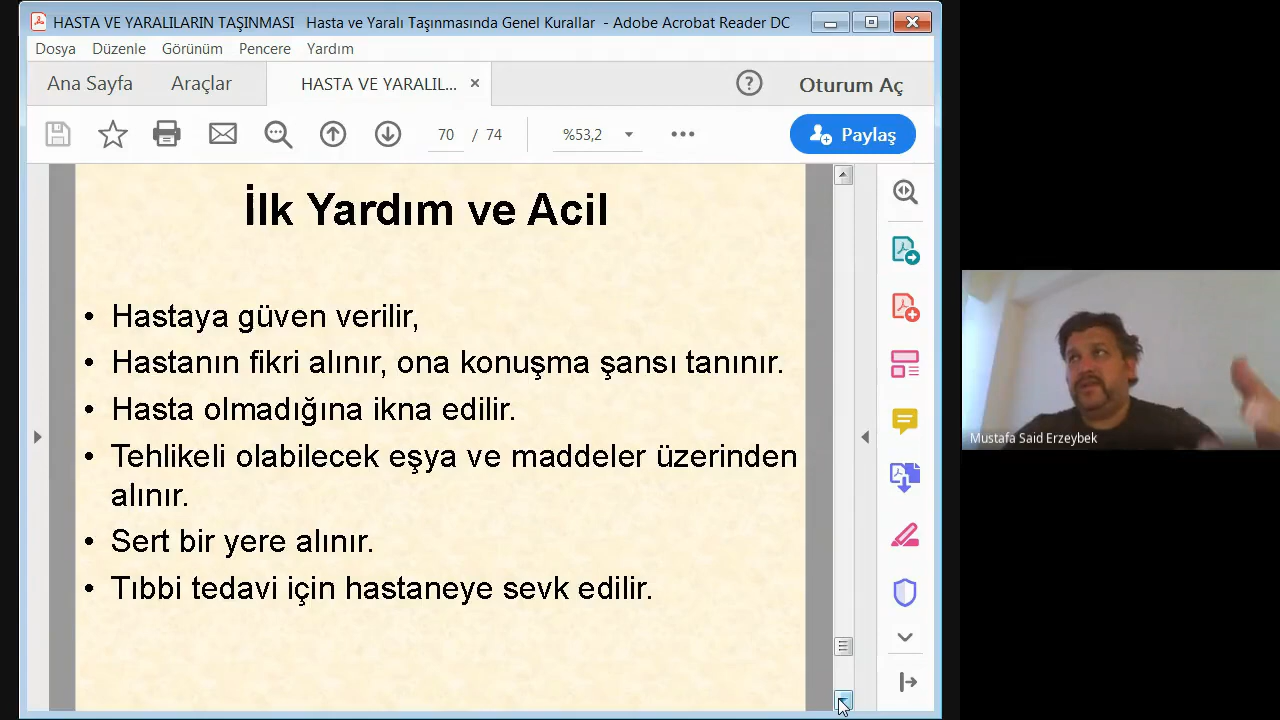 HASTA VE YARALILARIN TAŞINMASI   Hasta ve Yaralı Taşınmasında Genel Kurallar  - Adobe Acrobat Reader DC
Dosya Düzenle Görünüm Pencere Yardım
Ana Sayfa Araçlar HASTA VE YARALIL... × ? Oturum Aç
70 / 74 %53,2 Paylaş
İlk Yardım ve Acil
• Hastaya güven verilir,
• Hastanın fikri alınır, ona konuşma şansı tanınır.
• Hasta olmadığına ikna edilir.
• Tehlikeli olabilecek eşya ve maddeler üzerinden
alınır.
• Sert bir yere alınır.
• Tıbbi tedavi için hastaneye sevk edilir.
Mustafa Said Erzeybek